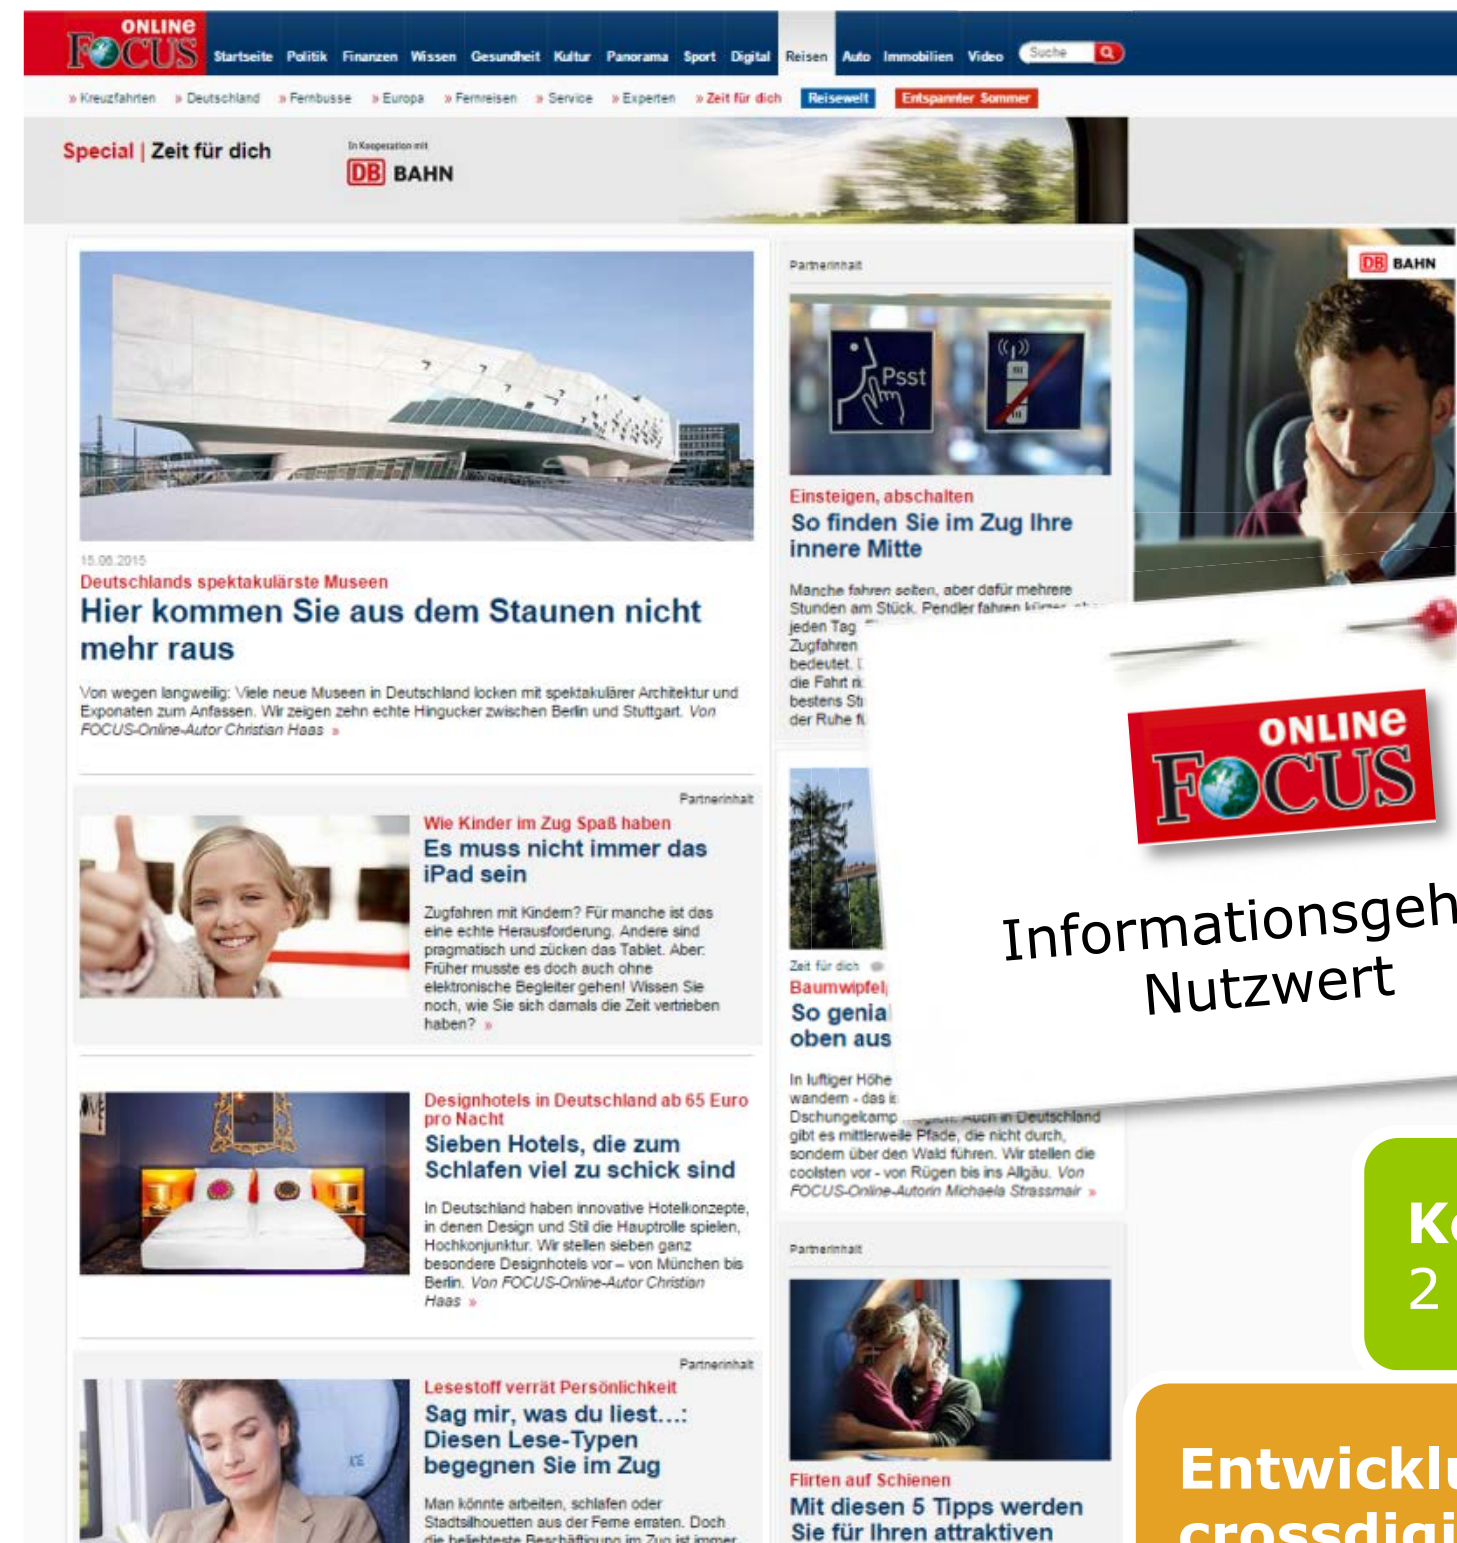 ONLINE
FOCUS
Startseite Politik Finanzen Wissen Gesundheit Kultur Panorama Sport Digital Reisen Auto Immobilien Video Suche
» Kreuzfahrten » Deutschland » Fernbusse » Europa » Fernreisen » Service » Experten » Zeit für dich Reisewelt Entspannter Sommer
Special | Zeit für dich
In Kooperation mit
DB BAHN
15.06.2015
Deutschlands spektakulärste Museen
Hier kommen Sie aus dem Staunen nicht
mehr raus
Von wegen langweilig: Viele neue Museen in Deutschland locken mit spektakulärer Architektur und
Exponaten zum Anfassen. Wir zeigen zehn echte Hingucker zwischen Berlin und Stuttgart. Von
FOCUS-Online-Autor Christian Haas »
Partnerinhalt
Wie Kinder im Zug Spaß haben
Es muss nicht immer das
iPad sein
Zugfahren mit Kindern? Für manche ist das
eine echte Herausforderung. Andere sind
pragmatisch und zücken das Tablet. Aber:
Früher musste es doch auch ohne
elektronische Begleiter gehen! Wissen Sie
noch, wie Sie sich damals die Zeit vertrieben
haben? »
Designhotels in Deutschland ab 65 Euro
pro Nacht
Sieben Hotels, die zum
Schlafen viel zu schick sind
In Deutschland haben innovative Hotelkonzepte,
in denen Design und Stil die Hauptrolle spielen,
Hochkonjunktur. Wir stellen sieben ganz
besondere Designhotels vor – von München bis
Berlin. Von FOCUS-Online-Autor Christian
Haas »
Partnerinhalt
Lesestoff verrät Persönlichkeit
Sag mir, was du liest...:
Diesen Lese-Typen
begegnen Sie im Zug
Man könnte arbeiten, schlafen oder
Stadtsilhouetten aus der Ferne erraten. Doch
die beliebteste Beschäftigung im Zug ist immer
Partnerinhalt
Psst
Einsteigen, abschalten
So finden Sie im Zug Ihre
innere Mitte
Manche fahren selten, aber dafür mehrere
Stunden am Stück. Pendler fahren kürzer,
jeden Tag.
Zugfahren
bedeutet.
die Fahrt
bestens
der Ruhe
Zeit für dich
Baumwipfel
So genial
oben aus
In luftiger Höhe
wandern - das
Dschungelcamp möglich. Auch in Deutschland
gibt es mittlerweile Pfade, die nicht durch,
sondern über den Wald führen. Wir stellen die
coolsten vor - von Rügen bis ins Allgäu. Von
FOCUS-Online-Autorin Michaela Strassmair »
Partnerinhalt
Flirten auf Schienen
Mit diesen 5 Tipps werden
Sie für Ihren attraktiven
DB BAHN
ONLINE
FOCUS
Informationsgeh
Nutzwert
2
Entwicklu
crossdigi